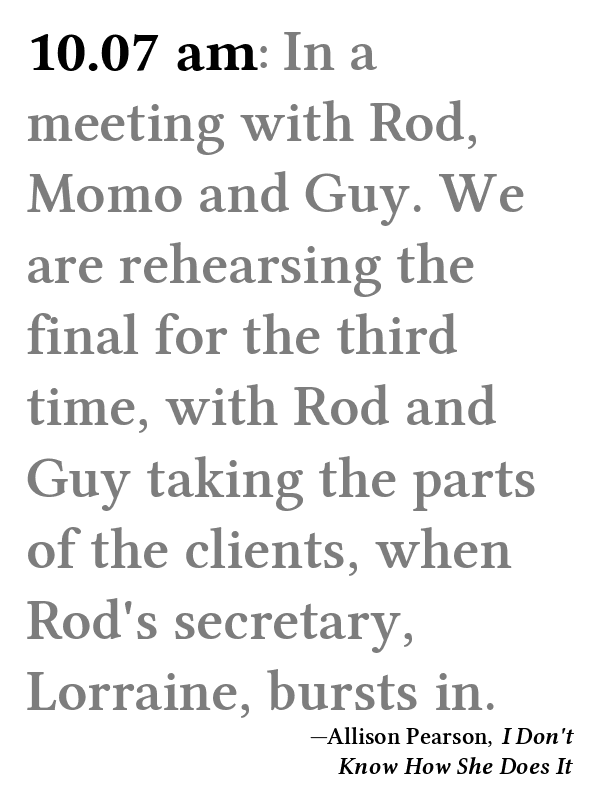 10.07 am: In a
meeting with Rod,
Momo and Guy. We
are rehearsing the
final for the third
time, with Rod and
Guy taking the parts
of the clients, when
Rod's secretary,
Lorraine, bursts in.
—Allison Pearson, I Don't
Know How She Does It